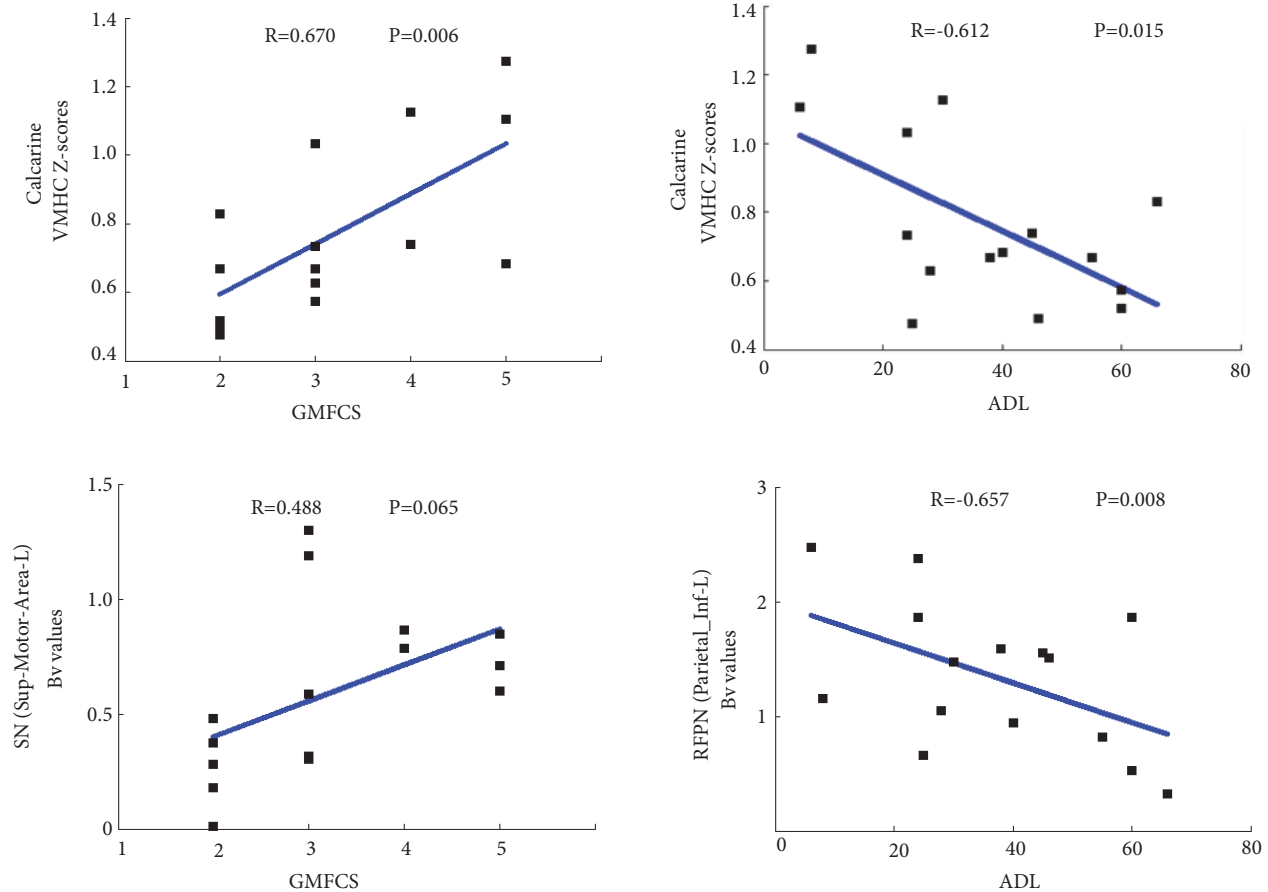 R=0.670 P=0.006
1.4
1.2
1.0
0.8
0.6
0.4
Calcarine
VMHC Z-scores
1 2 3 4 5
GMFCS
R=-0.612 P=0.015
1.4
1.2
1.0
0.8
0.6
0.4
Calcarine
VMHC Z-scores
0 20 40 60 80
ADL
R=0.488 P=0.065
1.5
1.0
0.5
0
SN (Sup-Motor-Area-L)
Bv values
1 2 3 4 5
GMFCS
R=-0.657 P=0.008
3
2
1
RFPN (Parietal_Inf-L)
Bv values
0 20 40 60 80
ADL